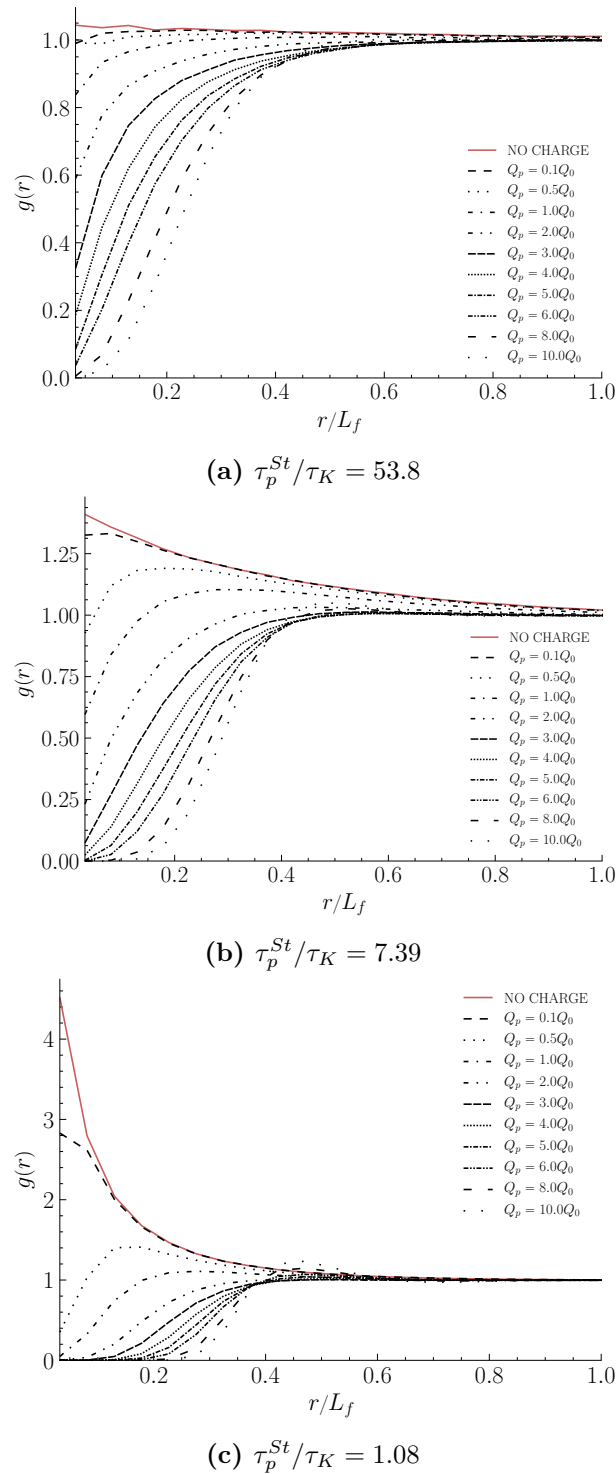 1.0
0.8
0.6
0.4
0.2
0.0
g(r)
NO CHARGE
Q_p = 0.1Q_0
Q_p = 0.5Q_0
Q_p = 1.0Q_0
Q_p = 2.0Q_0
Q_p = 3.0Q_0
Q_p = 4.0Q_0
Q_p = 5.0Q_0
Q_p = 6.0Q_0
Q_p = 8.0Q_0
Q_p = 10.0Q_0
0.2 0.4 0.6 0.8 1.0
r/L_f
(a) τ_p^{St}/τ_K = 53.8
1.25
1.00
0.75
0.50
0.25
0.00
g(r)
NO CHARGE
Q_p = 0.1Q_0
Q_p = 0.5Q_0
Q_p = 1.0Q_0
Q_p = 2.0Q_0
Q_p = 3.0Q_0
Q_p = 4.0Q_0
Q_p = 5.0Q_0
Q_p = 6.0Q_0
Q_p = 8.0Q_0
Q_p = 10.0Q_0
0.2 0.4 0.6 0.8 1.0
r/L_f
(b) τ_p^{St}/τ_K = 7.39
4
3
2
1
0
g(r)
NO CHARGE
Q_p = 0.1Q_0
Q_p = 0.5Q_0
Q_p = 1.0Q_0
Q_p = 2.0Q_0
Q_p = 3.0Q_0
Q_p = 4.0Q_0
Q_p = 5.0Q_0
Q_p = 6.0Q_0
Q_p = 8.0Q_0
Q_p = 10.0Q_0
0.2 0.4 0.6 0.8 1.0
r/L_f
(c) τ_p^{St}/τ_K = 1.08